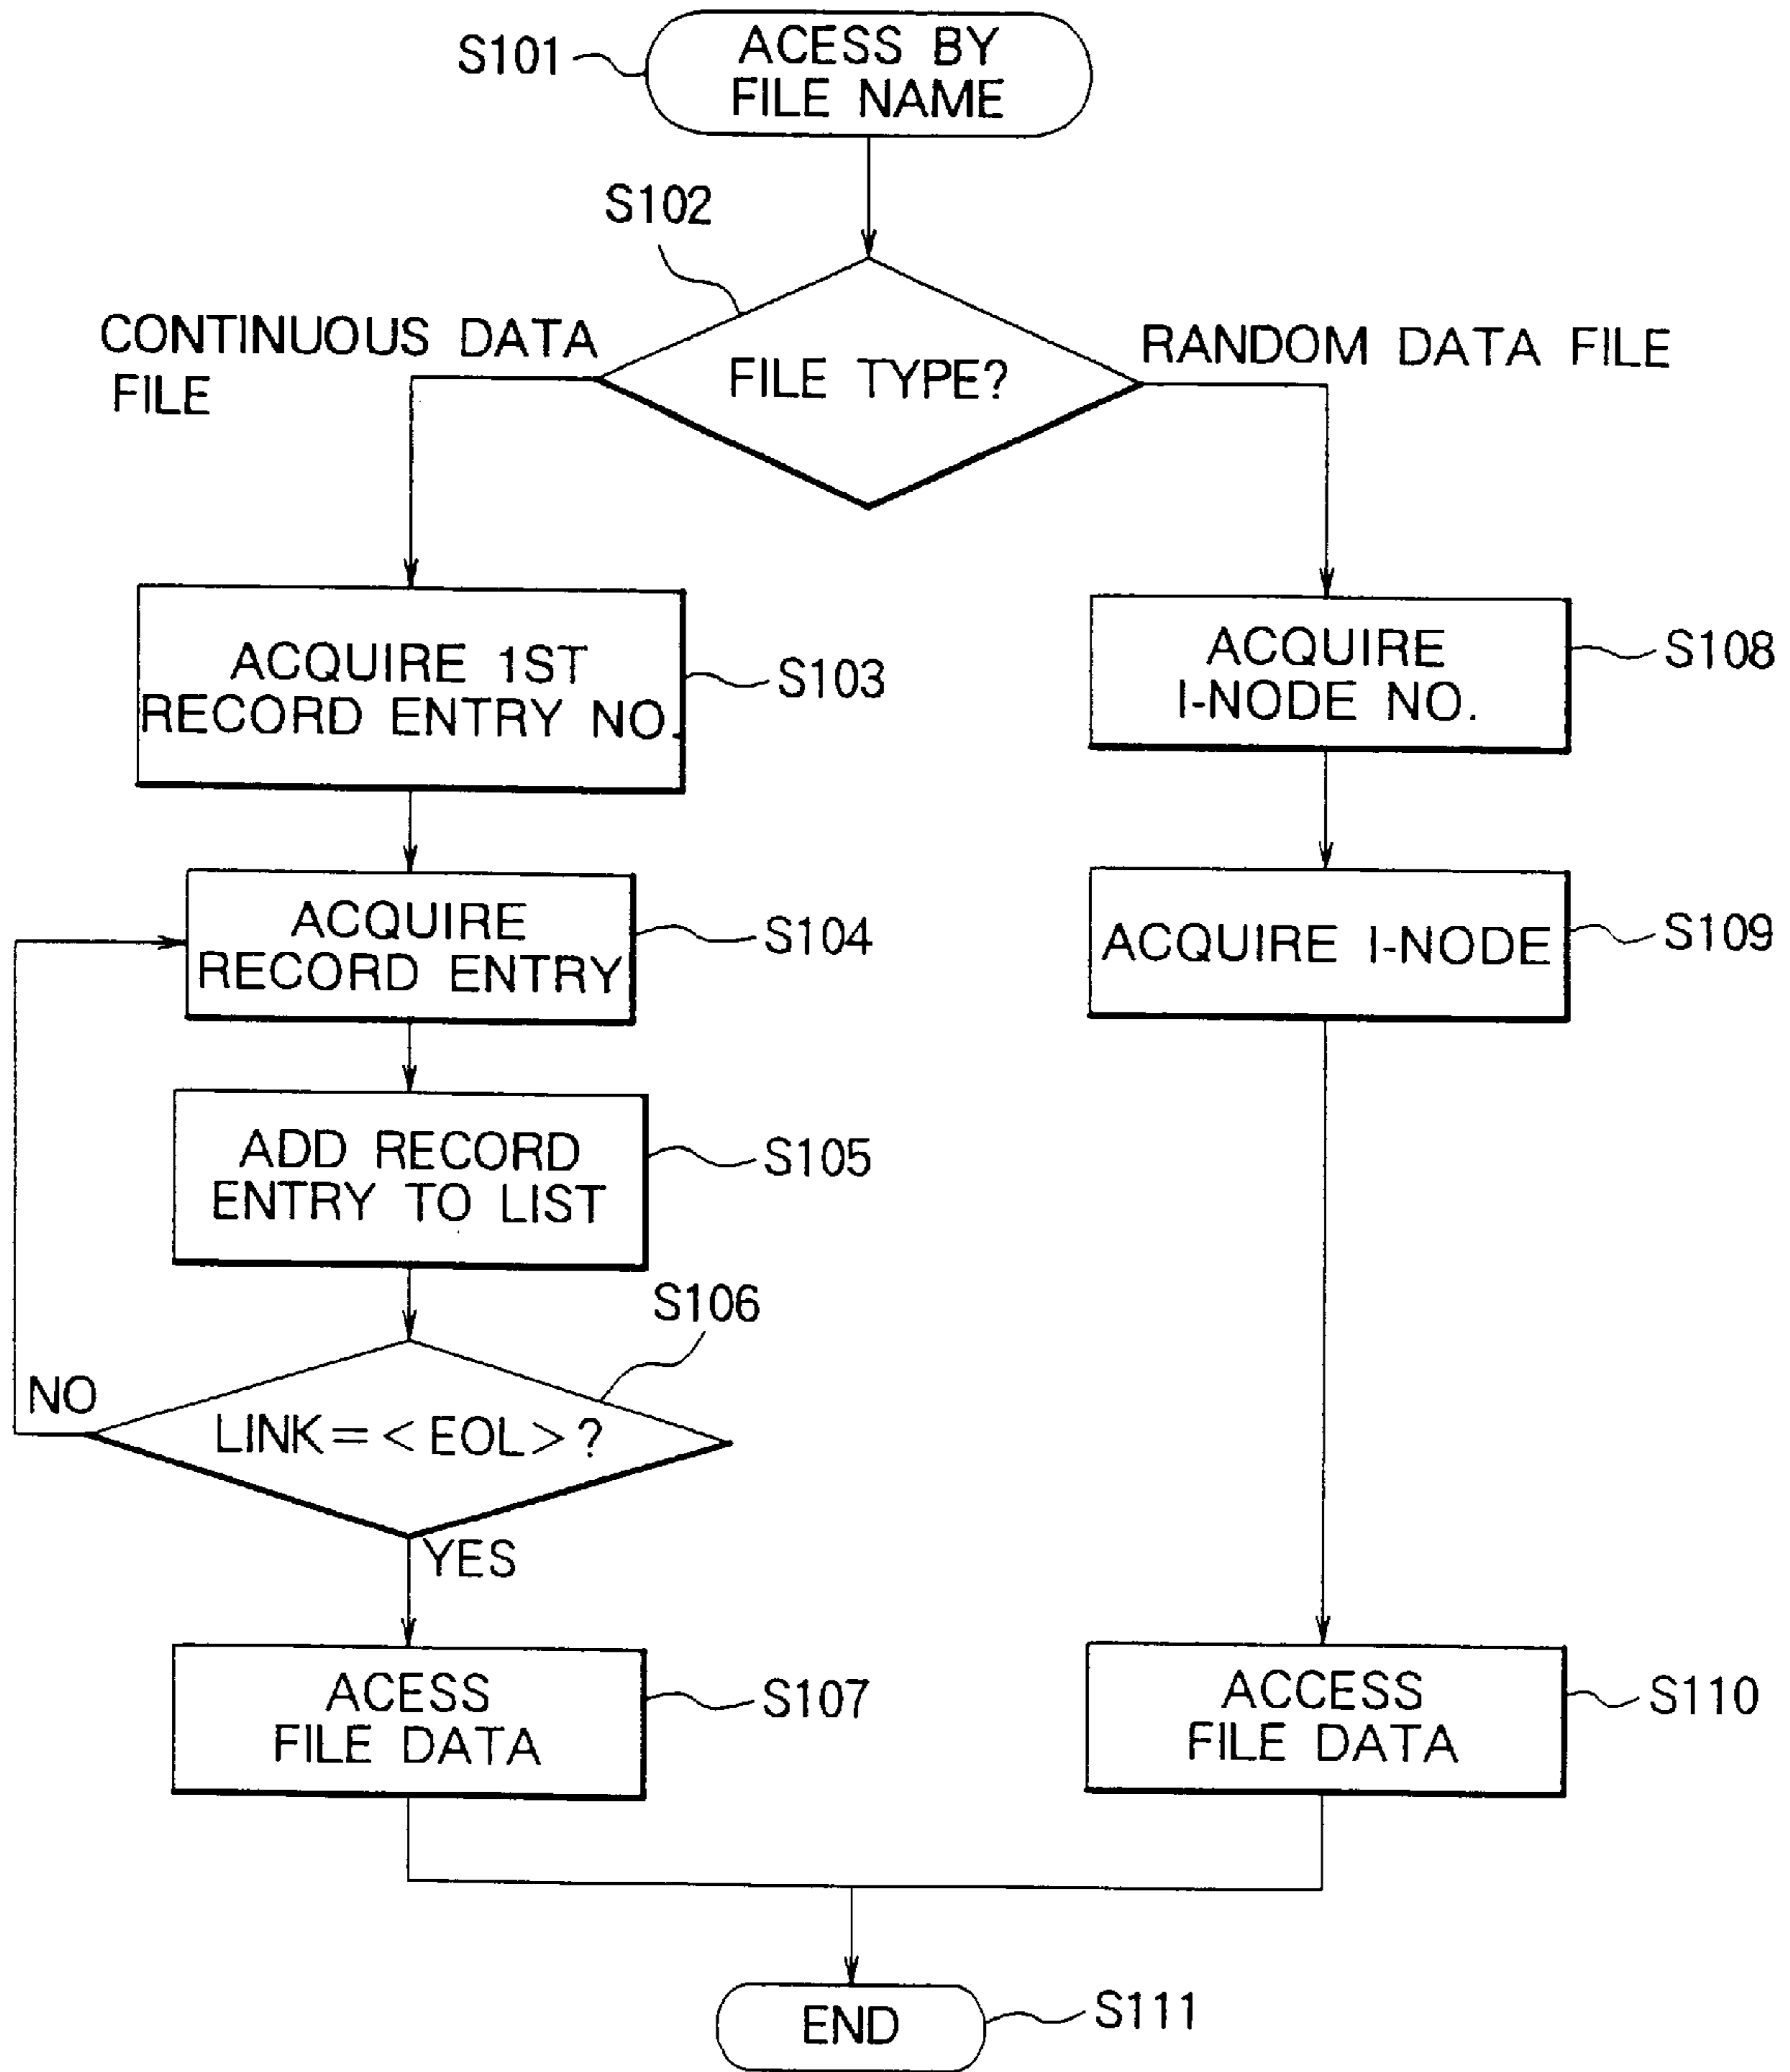 S101
ACESS BY
FILE NAME
S102
CONTINUOUS DATA
FILE
FILE TYPE?
RANDOM DATA FILE
ACQUIRE 1ST
RECORD ENTRY NO.
S103
ACQUIRE
I-NODE NO.
S108
ACQUIRE
RECORD ENTRY
S104
ACQUIRE I-NODE
S109
ADD RECORD
ENTRY TO LIST
S105
S106
NO
LINK=<EOL>?
YES
ACESS
FILE DATA
S107
ACCESS
FILE DATA
S110
END
S111